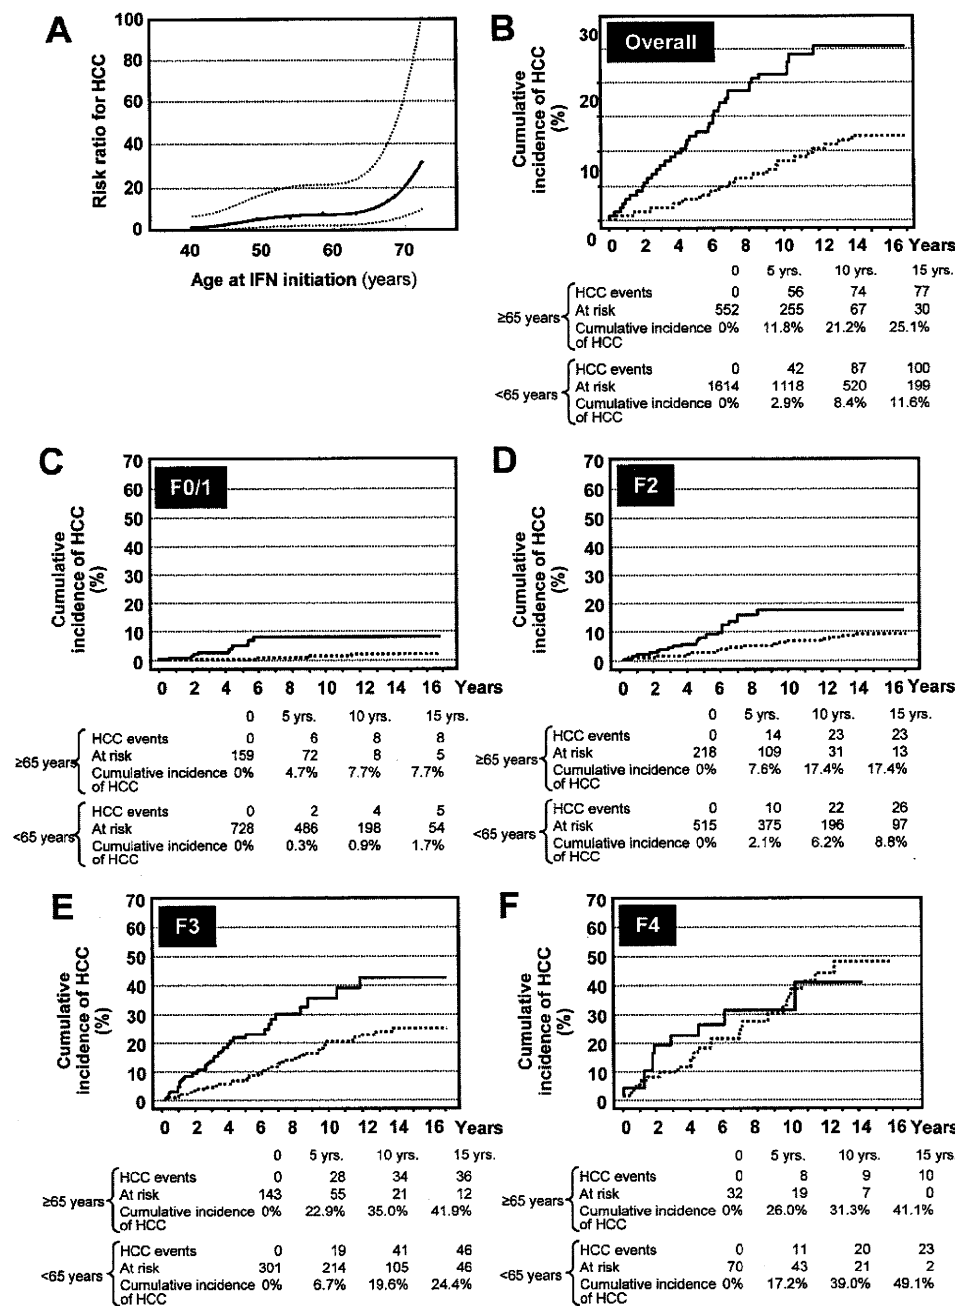 A
Risk ratio for HCC
100
80
60
40
20
0
40 50 60 70
Age at IFN initiation (years)
B
Overall
Cumulative
incidence of HCC
(%)
30
20
10
0
0 2 4 6 8 10 12 14 16 Years
0 5 yrs. 10 yrs. 15 yrs.
≥65 years
HCC events 0 56 74 77
At risk 552 255 67 30
Cumulative incidence 0% 11.8% 21.2% 25.1%
of HCC
<65 years
HCC events 0 42 87 100
At risk 1614 1118 520 199
Cumulative incidence 0% 2.9% 8.4% 11.6%
of HCC
C
F0/1
Cumulative
incidence of HCC
(%)
70
60
50
40
30
20
10
0
0 2 4 6 8 10 12 14 16 Years
0 5 yrs. 10 yrs. 15 yrs.
≥65 years
HCC events 0 6 8 8
At risk 159 72 8 5
Cumulative incidence 0% 4.7% 7.7% 7.7%
of HCC
<65 years
HCC events 0 2 4 5
At risk 728 486 198 54
Cumulative incidence 0% 0.3% 0.9% 1.7%
of HCC
D
F2
Cumulative
incidence of HCC
(%)
70
60
50
40
30
20
10
0
0 2 4 6 8 10 12 14 16 Years
0 5 yrs. 10 yrs. 15 yrs.
≥65 years
HCC events 0 14 23 23
At risk 218 109 31 13
Cumulative incidence 0% 7.6% 17.4% 17.4%
of HCC
<65 years
HCC events 0 10 22 26
At risk 515 375 196 97
Cumulative incidence 0% 2.1% 6.2% 8.8%
of HCC
E
F3
Cumulative
incidence of HCC
(%)
70
60
50
40
30
20
10
0
0 2 4 6 8 10 12 14 16 Years
0 5 yrs. 10 yrs. 15 yrs.
≥65 years
HCC events 0 28 34 36
At risk 143 55 21 12
Cumulative incidence 0% 22.9% 35.0% 41.9%
of HCC
<65 years
HCC events 0 19 41 46
At risk 301 214 105 46
Cumulative incidence 0% 6.7% 19.6% 24.4%
of HCC
F
F4
Cumulative
incidence of HCC
(%)
70
60
50
40
30
20
10
0
0 2 4 6 8 10 12 14 16 Years
0 5 yrs. 10 yrs. 15 yrs.
≥65 years
HCC events 0 8 9 10
At risk 32 19 7 0
Cumulative incidence 0% 26.0% 31.3% 41.1%
of HCC
<65 years
HCC events 0 11 20 23
At risk 70 43 21 2
Cumulative incidence 0% 17.2% 39.0% 49.1%
of HCC